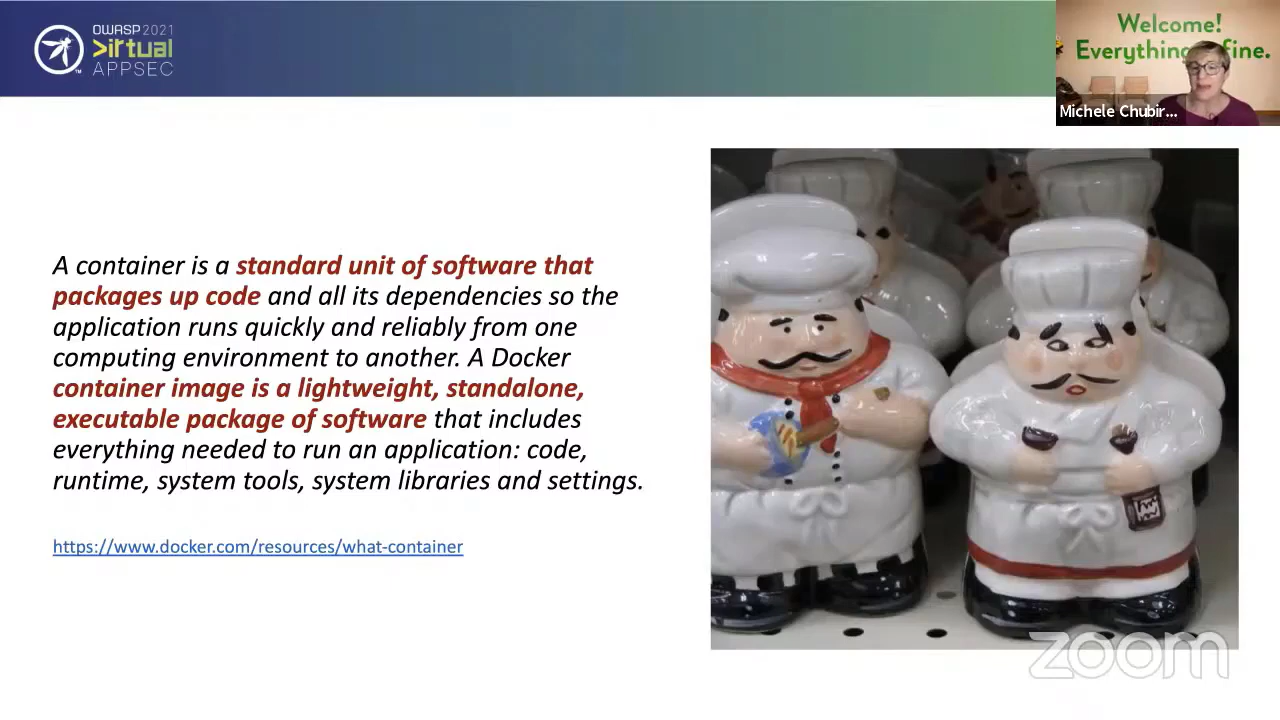 OWASP 2021
>irtual
APPSEC
Welcome!
Everything fine.
Michele Chubir...
A container is a standard unit of software that
packages up code and all its dependencies so the
application runs quickly and reliably from one
computing environment to another. A Docker
container image is a lightweight, standalone,
executable package of software that includes
everything needed to run an application: code,
runtime, system tools, system libraries and settings.
https://www.docker.com/resources/what-container
zoom